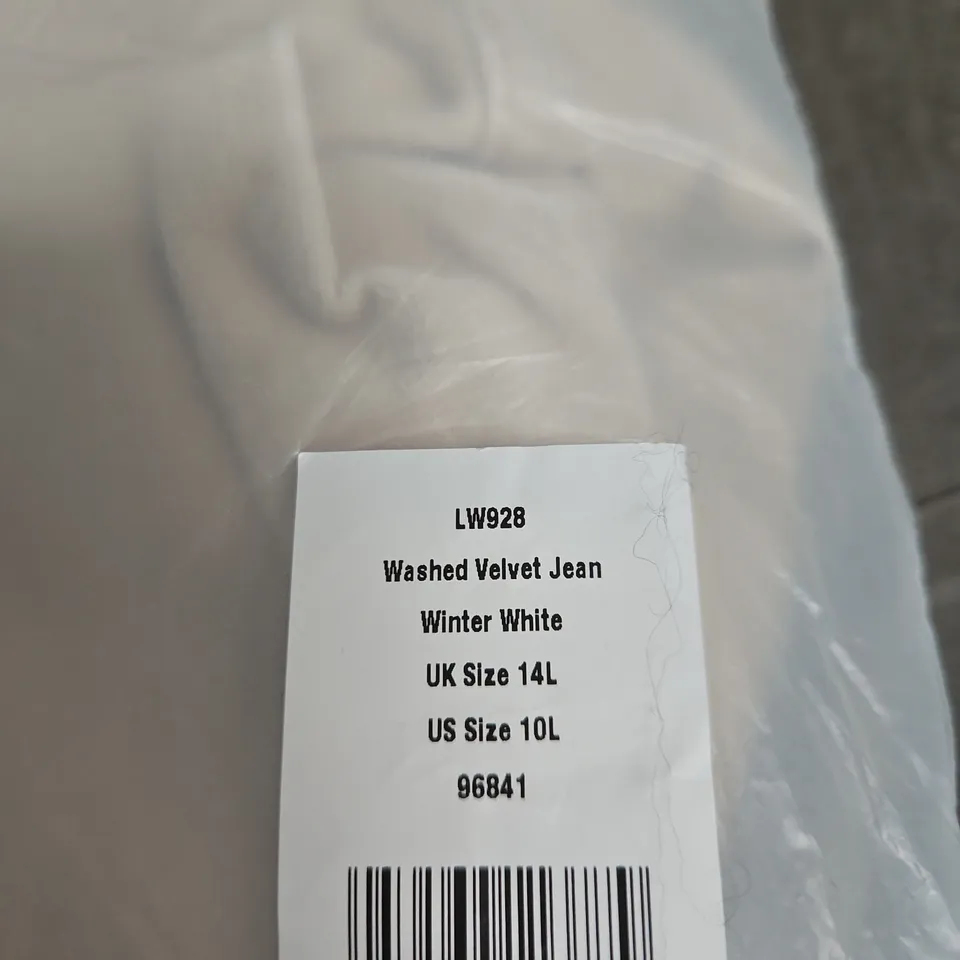 LW928
Washed Velvet Jean
Winter White
UK Size 14L
US Size 10L
96841